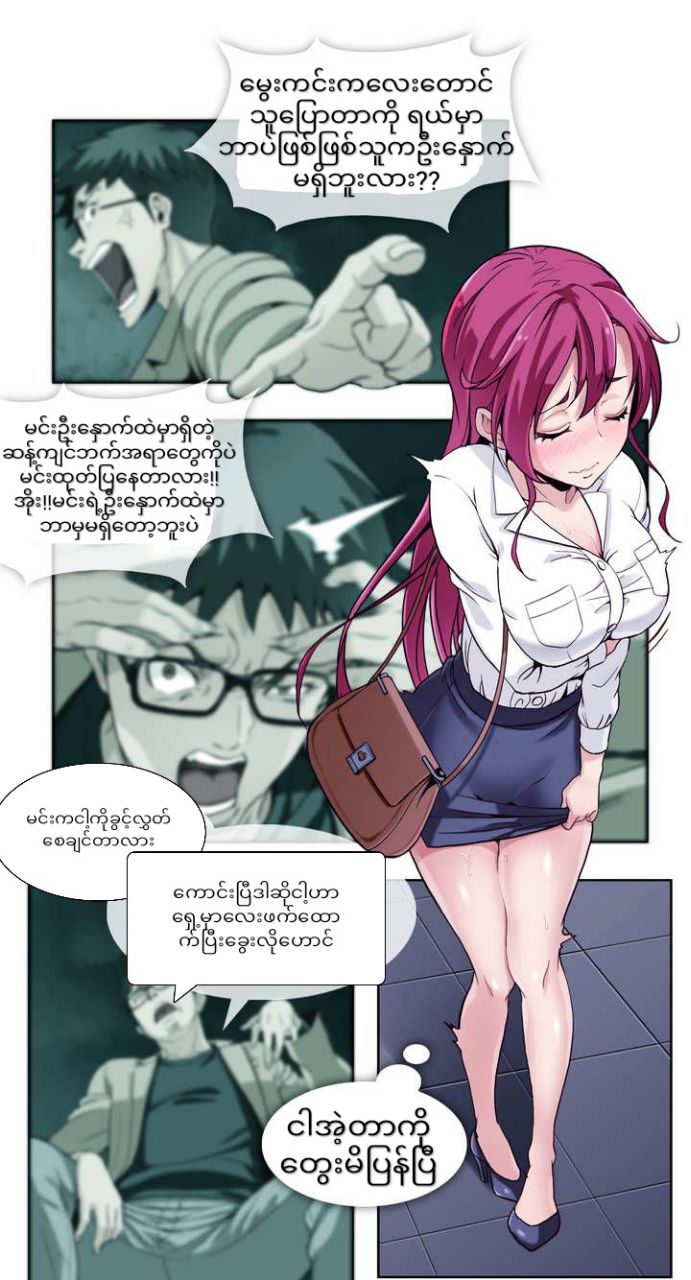 မွေးကင်းကလေးတောင်
သူပြောတာကို ရယ်မှာ
ဘာပဲဖြစ်ဖြစ်သူကဦးနှောက်
မရှိဘူးလား??
မင်းဦးနှောက်ထဲမှာရှိတဲ့
ဆန့်ကျင်ဘက်အရာတွေကိုပဲ
မင်းထုတ်ပြနေတာလား!!
အိုး!!မင်းရဲ့ဦးနှောက်ထဲမှာ
ဘာမှမရှိတော့ဘူးပဲ
မင်းကငါ့ကိုခွင့်လွှတ်
စေချင်တာလား
ကောင်းပြီဒါဆိုငါ့ဟာ
ရှေ့မှာလေးဖက်ထော
က်ပြီးခွေးလိုဟောင်
ငါအဲ့တာကို
တွေးမိပြန်ပြီ